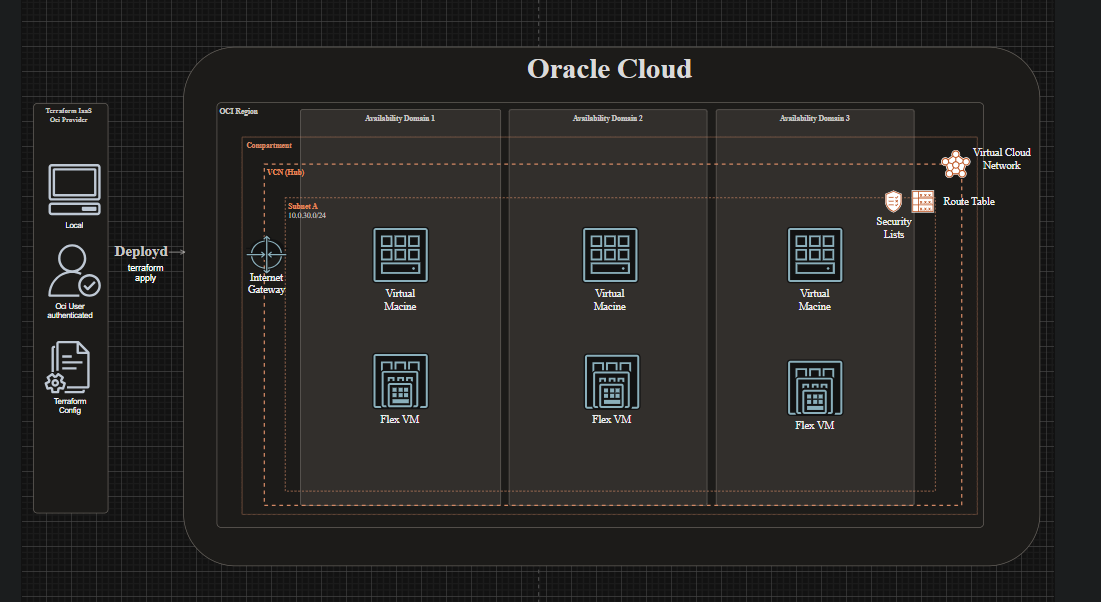 Oracle Cloud
Terraform IaaS
Oci Provider
Local
Oci User
authenticated
Terraform
Config
Deployd
terraform
apply
OCI Region
Availability Domain 1
Availability Domain 2
Availability Domain 3
Compartment
VCN (Hub)
Virtual Cloud
Network
Subnet A
10.0.30.0/24
Security
Lists
Route Table
Internet
Gateway
Virtual
Macine
Virtual
Macine
Virtual
Macine
Flex VM
Flex VM
Flex VM